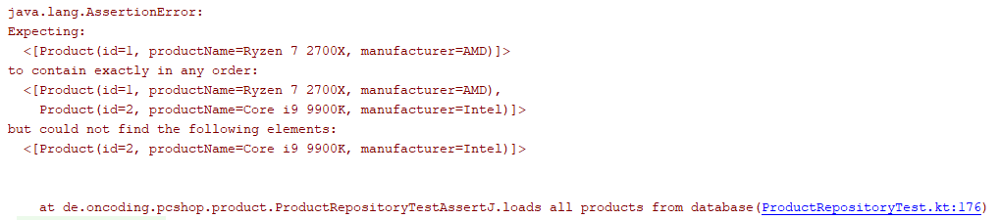 java.lang.AssertionError:
Expecting:
  <[Product(id=1, productName=Ryzen 7 2700X, manufacturer=AMD)]>
to contain exactly in any order:
  <[Product(id=1, productName=Ryzen 7 2700X, manufacturer=AMD),
    Product(id=2, productName=Core i9 9900K, manufacturer=Intel)]>
but could not find the following elements:
  <[Product(id=2, productName=Core i9 9900K, manufacturer=Intel)]>
    at de.oncoding.pcshop.product.ProductRepositoryTestAssertJ.loads all products from database(ProductRepositoryTest.kt:176)